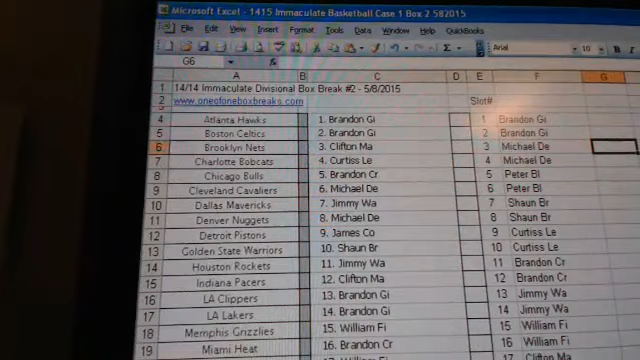 Microsoft Excel - 1415 Immaculate Basketball Case 1 Box 2 582015
File Edit View Insert Format Tools Data Window Help QuickBooks
Arial 10 B I
G6 fx
A B C D E F G
1 14/14 Immaculate Divisional Box Break #2 - 5/8/2015
2 www.oneofoneboxbreaks.com Slot#
4 Atlanta Hawks 1. Brandon Gi 1 Brandon Gi
5 Boston Celtics 2. Brandon Gi 2 Brandon Gi
6 Brooklyn Nets 3. Clifton Ma 3 Michael De
7 Charlotte Bobcats 4. Curtiss Le 4 Michael De
8 Chicago Bulls 5. Brandon Cr 5 Peter Bl
9 Cleveland Cavaliers 6. Michael De 6 Peter Bl
10 Dallas Mavericks 7. Jimmy Wa 7 Shaun Br
11 Denver Nuggets 8. Michael De 8 Shaun Br
12 Detroit Pistons 9. James Co 9 Curtiss Le
13 Golden State Warriors 10. Shaun Br 10 Curtiss Le
14 Houston Rockets 11. Jimmy Wa 11 Brandon Cr
15 Indiana Pacers 12. Clifton Ma 12 Brandon Cr
16 LA Clippers 13. Brandon Gi 13 Jimmy Wa
17 LA Lakers 14. Brandon Gi 14 Jimmy Wa
18 Memphis Grizzlies 15. William Fi 15 William Fi
19 Miami Heat 16. Brandon Cr 16 William Fi
17 Clifton Ma